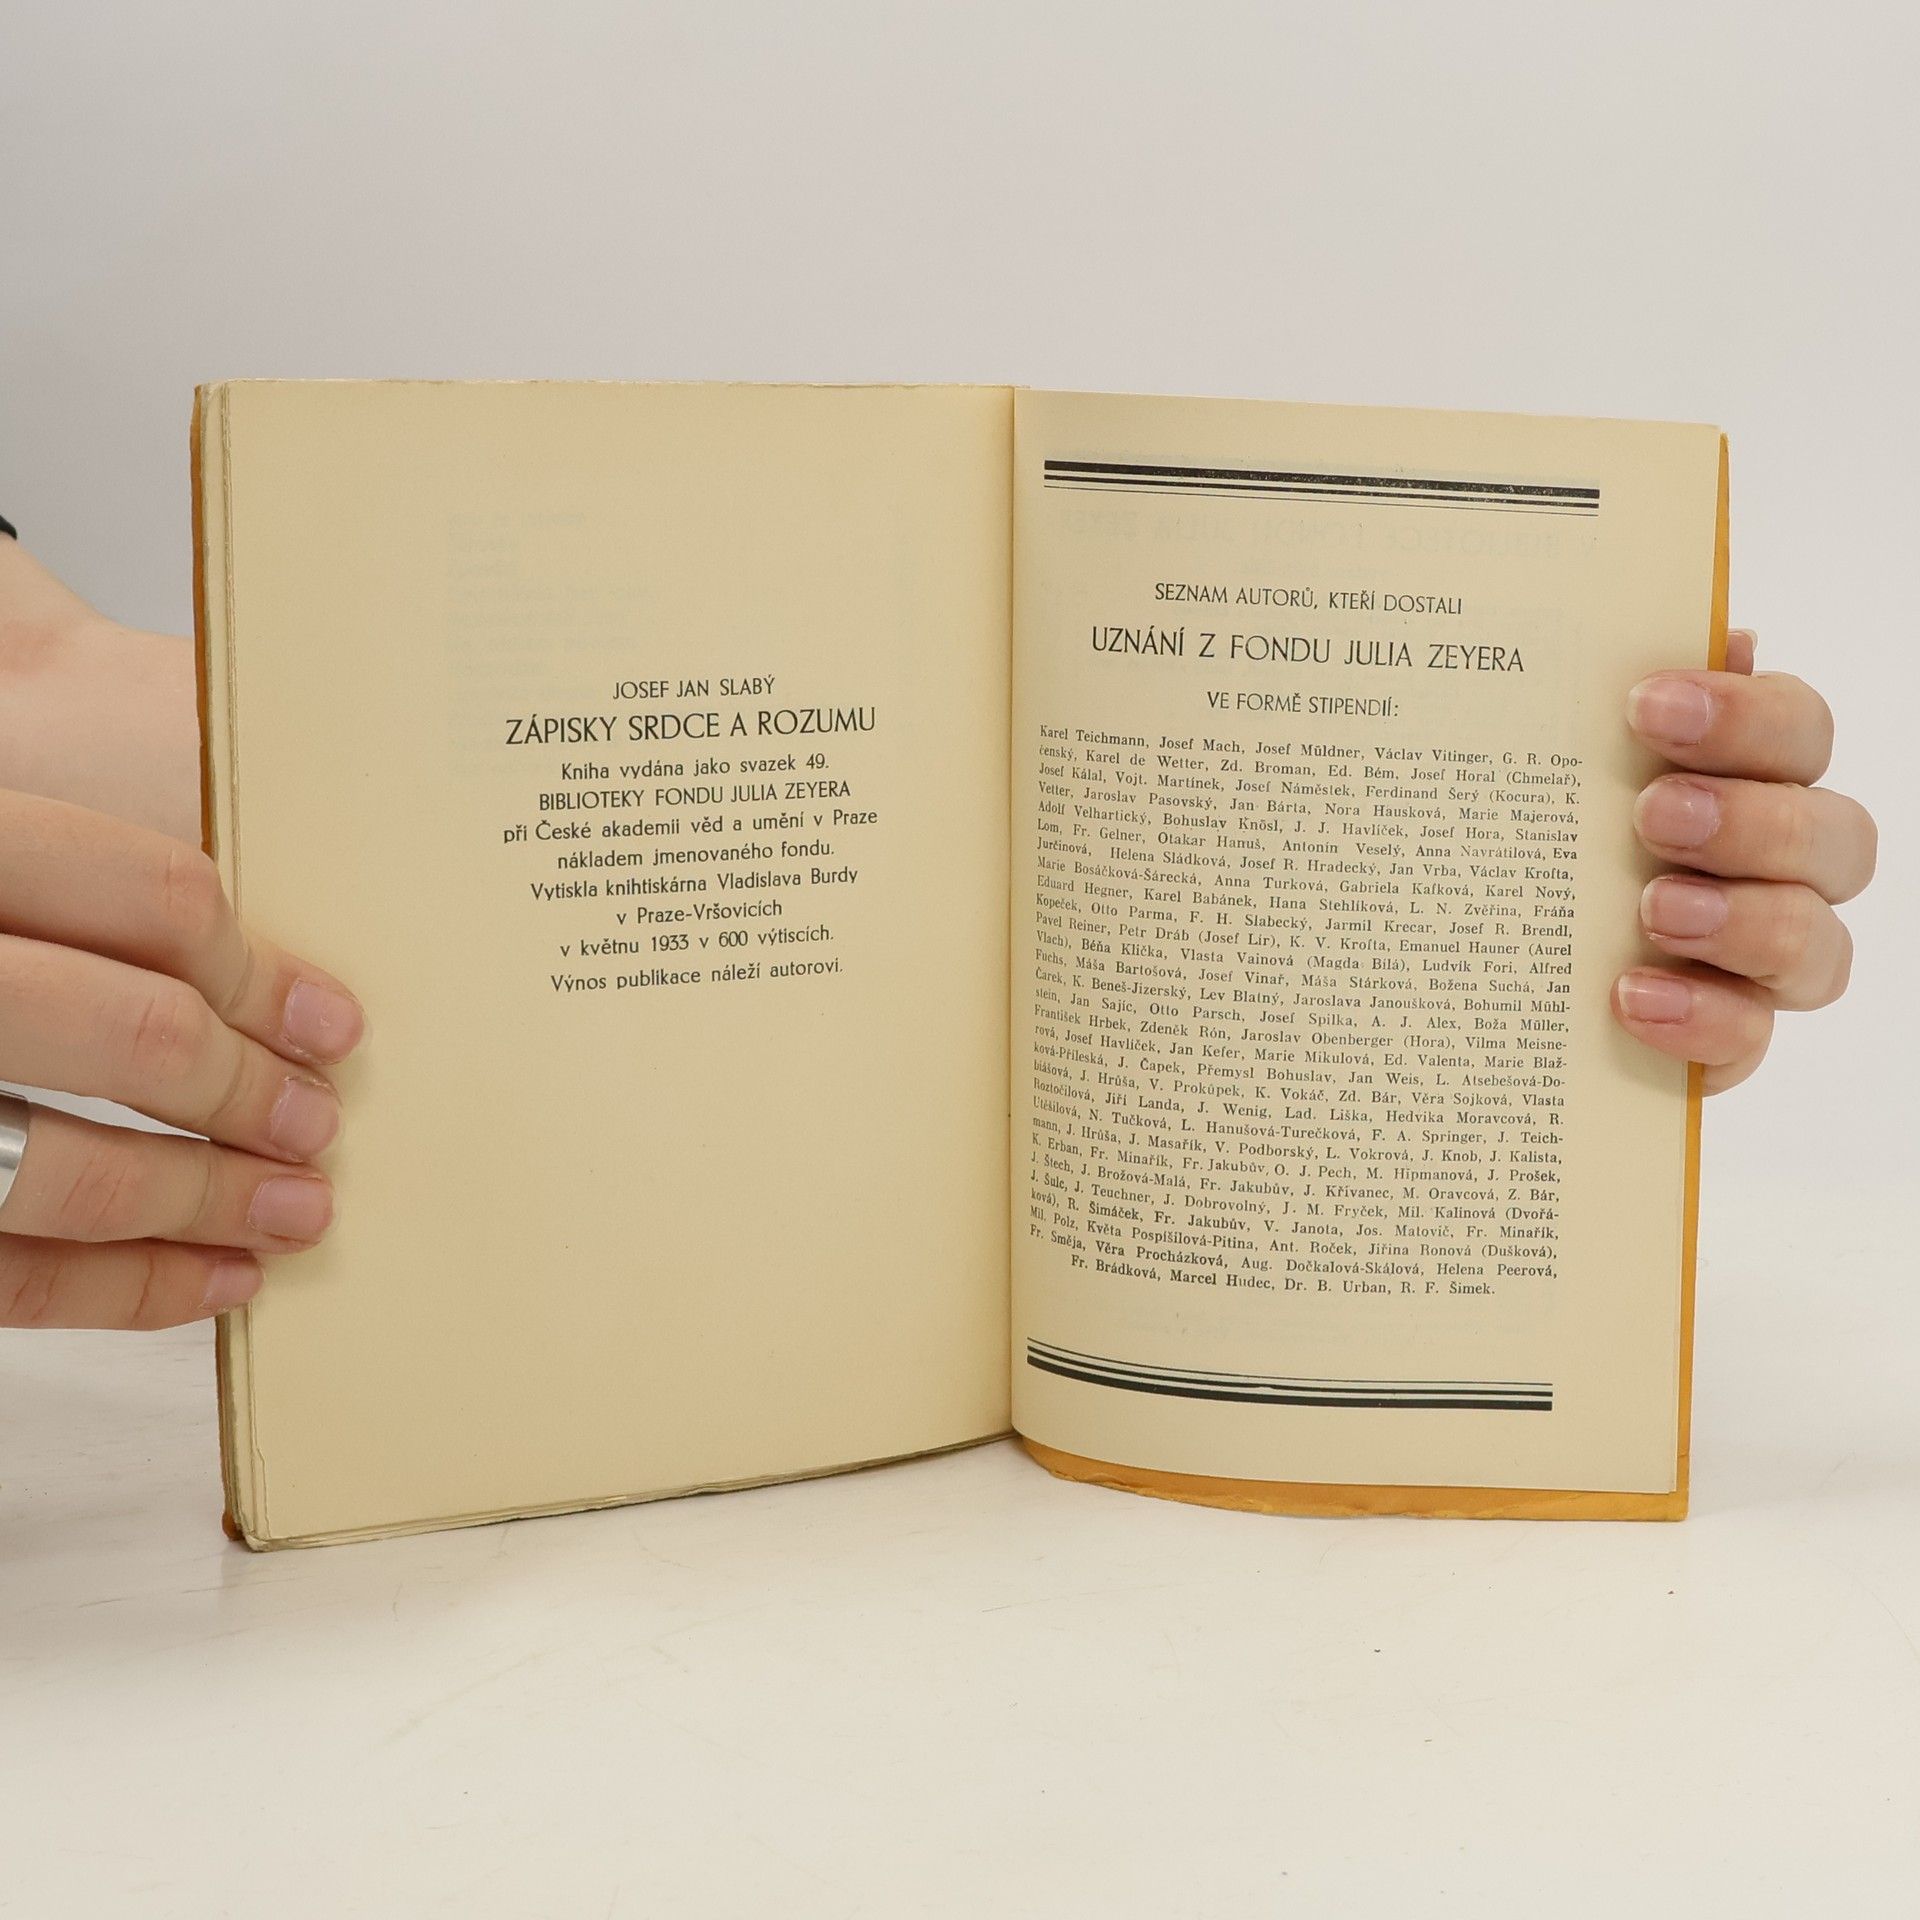 JOSEF JAN SLABÝ
ZÁPISKY SRDCE A ROZUMU
Kniha vydána jako svazek 49.
BIBLIOTEKY FONDU JULIA ZEYERA
při České akademii věd a umění v Praze
nákladem jmenovaného fondu.
Vytiskla knihtiskárna Vladislava Burdy
v Praze-Vršovicích
v květnu 1933 v 600 výtiscích.
Výnos publikace náleží autorovi.
SEZNAM AUTORŮ, KTEŘÍ DOSTALI
UZNÁNÍ Z FONDU JULIA ZEYERA
VE FORMĚ STIPENDIÍ:
Karel Teichmann, Josef Mach, Josef Müldner, Václav Vitinger, G. R. Opo-
čenský, Karel de Wetter, Zd. Broman, Ed. Bém, Josef Horal (Chmelař),
Josef Kálal, Vojt. Martínek, Josef Náměstek, Ferdinand Šerý (Kocura), K.
Vetter, Jaroslav Pasovský, Jan Bárta, Nora Hausková, Marie Majerová,
Adolf Velhartický, Bohuslav Knösl, J. J. Havlíček, Josef Hora, Stanislav
Lom, Fr. Gelner, Otakar Hanuš, Antonín Veselý, Anna Navrátilová, Eva
Jurčinová, Helena Sládková, Josef R. Hradecký, Jan Vrba, Václav Krofta,
Marie Bosáčková-Šárecká, Anna Turková, Gabriela Kafková, Karel Nový,
Eduard Hegner, Karel Babánek, Hana Stehlíková, L. N. Zvěřina, Fráňa
Kopeček, Otto Parma, F. H. Slabecký, Jarmil Krecar, Josef R. Brendl,
Pavel Reiner, Petr Dráb (Josef Lír), K. V. Krofta, Emanuel Hauner (Aurel
Vlach), Béňa Klička, Vlasta Vainová (Magda Bílá), Ludvík Fori, Alfred
Fuchs, Máša Bartošová, Josef Vinař, Máša Stárková, Božena Suchá, Jan
Čarek, K. Beneš-Jizerský, Lev Blatný, Jaroslava Janoušková, Bohumil Mühl-
stein, Jan Sajíc, Otto Parsch, Josef Spilka, A. J. Alex, Boža Müller,
František Hrbek, Zdeněk Rón, Jaroslav Obenberger (Hora), Vilma Meisne-
rová, Josef Havlíček, Jan Kefer, Marie Mikulová, Ed. Valenta, Marie Blaž-
ková-Příleská, J. Čapek, Přemysl Bohuslav, Jan Weis, L. Atsebešová-Do-
biášová, J. Hrůša, V. Prokůpek, K. Vokáč, Zd. Bár, Věra Sojková, Vlasta
Roztočilová, Jiří Landa, J. Wenig, Lad. Liška, Hedvika Moravcová, R.
Utěšilová, N. Tučková, L. Hanušová-Turečková, F. A. Springer, J. Teich-
mann, J. Hrůša, J. Masařík, V. Podborský, L. Vokrová, J. Knob, J. Kalista,
K. Erban, Fr. Minařík, Fr. Jakubův, O. J. Pech, M. Hipmanová, J. Prošek,
J. Štech, J. Brožová-Malá, Fr. Jakubův, J. Křivanec, M. Oravcová, Z. Bár,
J. Šulc, J. Teuchner, J. Dobrovolný, J. M. Fryček, Mil. Kalinová (Dvořá-
ková), R. Šimáček, Fr. Jakubův, V. Janota, Jos. Matovič, Fr. Minařík,
Mil. Polz, Květa Pospíšilová-Pitina, Ant. Roček, Jiřina Ronová (Dušková),
Fr. Směja, Věra Procházková, Aug. Dočkalová-Skálová, Helena Peerová,
Fr. Brádková, Marcel Hudec, Dr. B. Urban, R. F. Šimek.